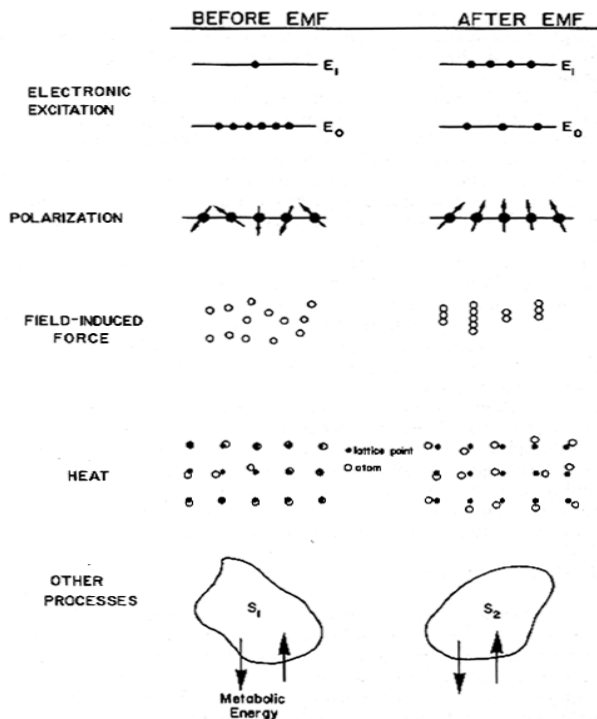 BEFORE EMF AFTER EMF
E₁ E₁
ELECTRONIC
EXCITATION
E₀ E₀
POLARIZATION
FIELD-INDUCED
FORCE
HEAT
lattice point
atom
OTHER
PROCESSES
S₁ S₂
Metabolic
Energy